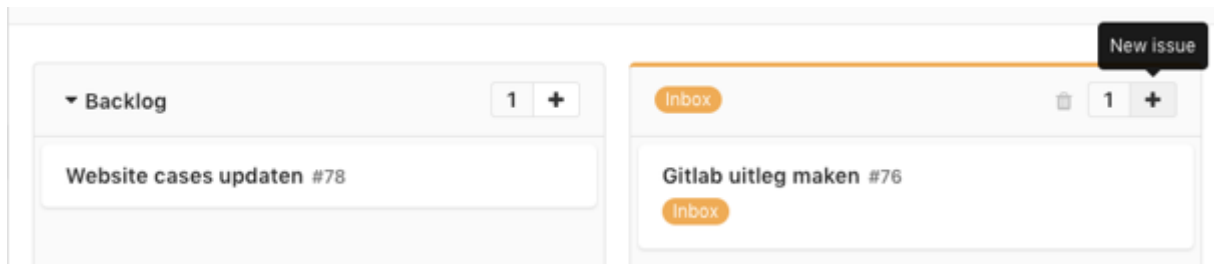 New issue
Backlog 1 +
Inbox 1 +
Website cases updaten #78
Gitlab uitleg maken #76
Inbox